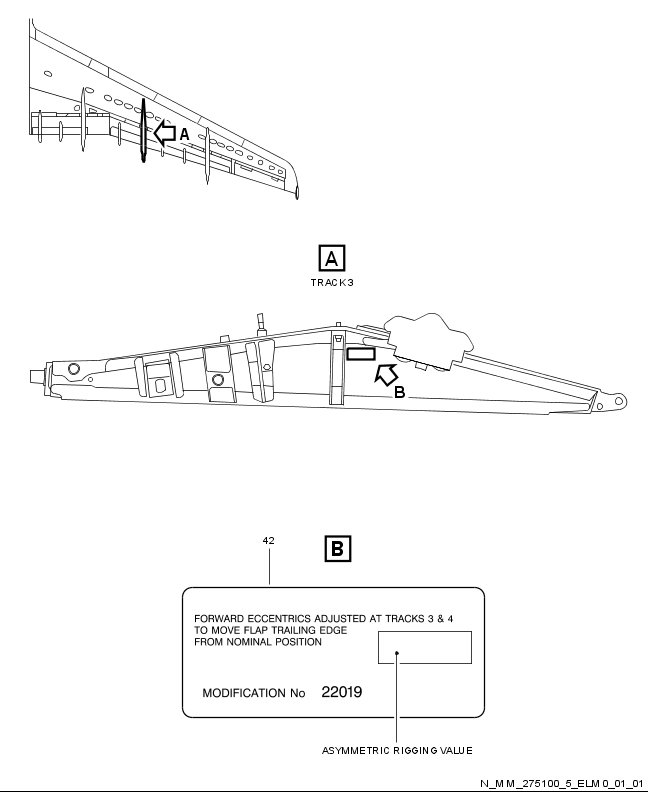 A
A
TRACK 3
B
42
B
FORWARD ECCENTRICS ADJUSTED AT TRACKS 3 & 4
TO MOVE FLAP TRAILING EDGE
FROM NOMINAL POSITION
MODIFICATION No 22019
ASYMMETRIC RIGGING VALUE
N_MM_275100_5_ELM0_01_01